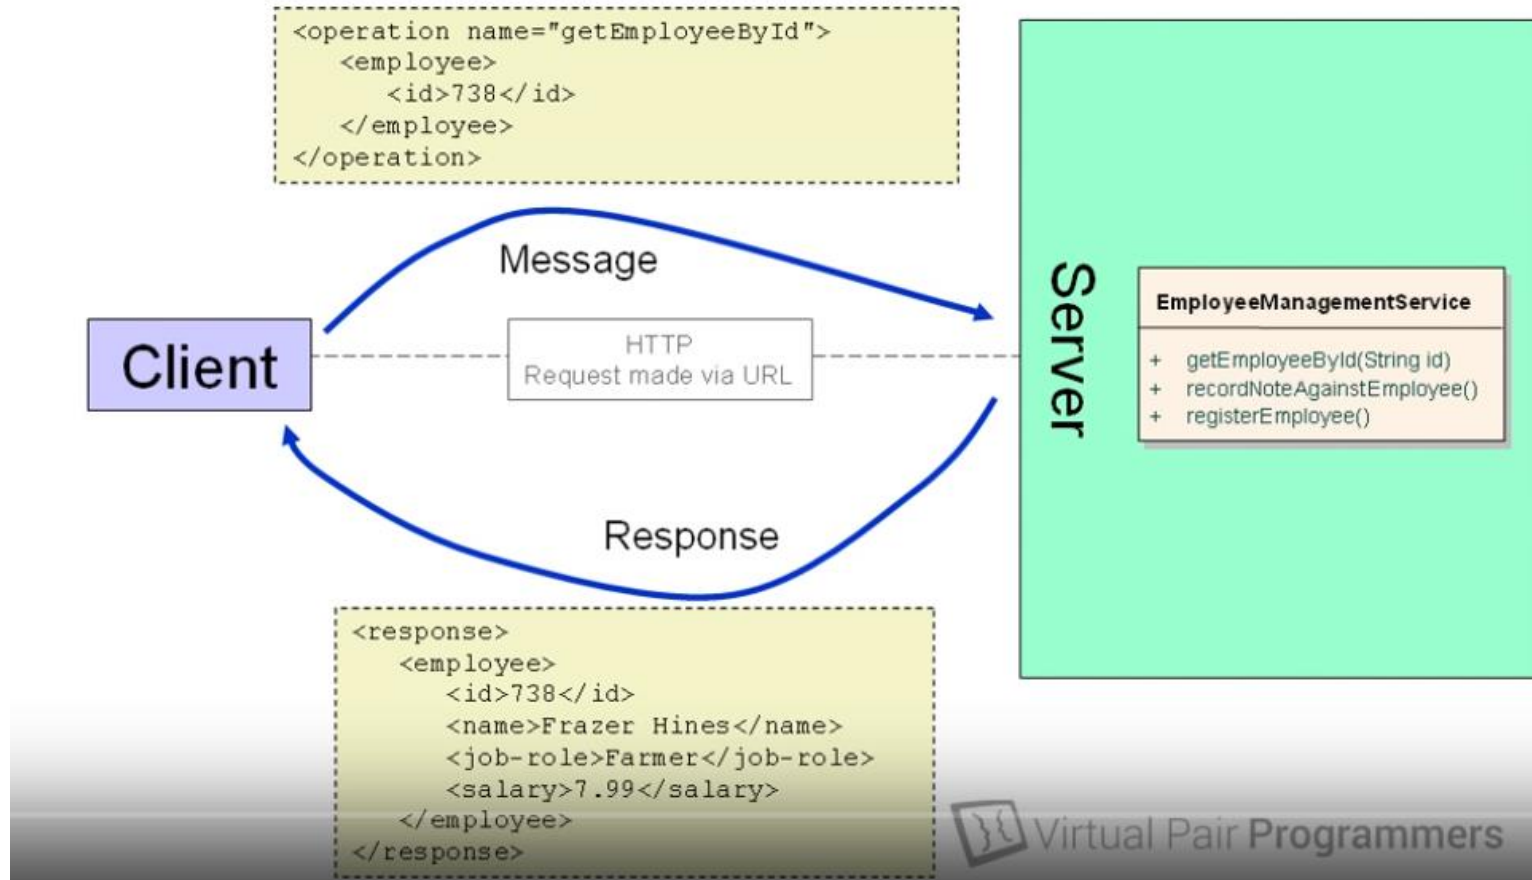 <operation name="getEmployeeById">
<employee>
<id>738</id>
</employee>
</operation>
Message
Client
HTTP
Request made via URL
Server
EmployeeManagementService
+ getEmployeeById(String id)
+ recordNoteAgainstEmployee()
+ registerEmployee()
Response
<response>
<employee>
<id>738</id>
<name>Frazer Hines</name>
<job-role>Farmer</job-role>
<salary>7.99</salary>
</employee>
</response>
Virtual Pair Programmers